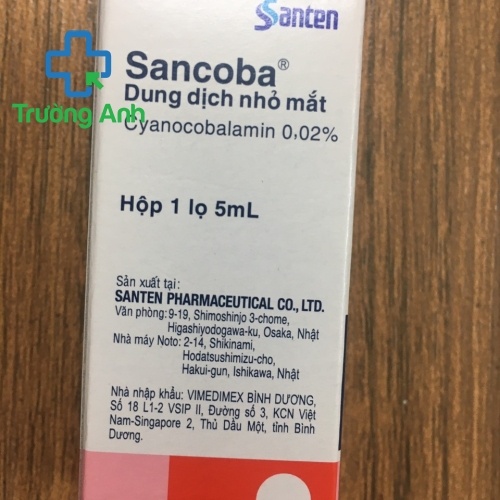 Santen
Sancoba®
Dung dịch nhỏ mắt
Cyanocobalamin 0,02%
Trường Anh
Hộp 1 lọ 5mL
Sản xuất tại:
SANTEN PHARMACEUTICAL CO., LTD.
Văn phòng: 9-19, Shimoshinjo 3-chome,
Higashiyodogawa-ku, Osaka, Nhật
Nhà máy Noto: 2-14, Shikinami,
Hodatsushimizu-cho,
Hakui-gun, Ishikawa, Nhật
Nhà nhập khẩu: VIMEDIMEX BÌNH DƯƠNG,
Số 18 L1-2 VSIP II, Đường số 3, KCN Việt
Nam-Singapore 2, Thủ Dầu Một, tỉnh Bình
Dương.